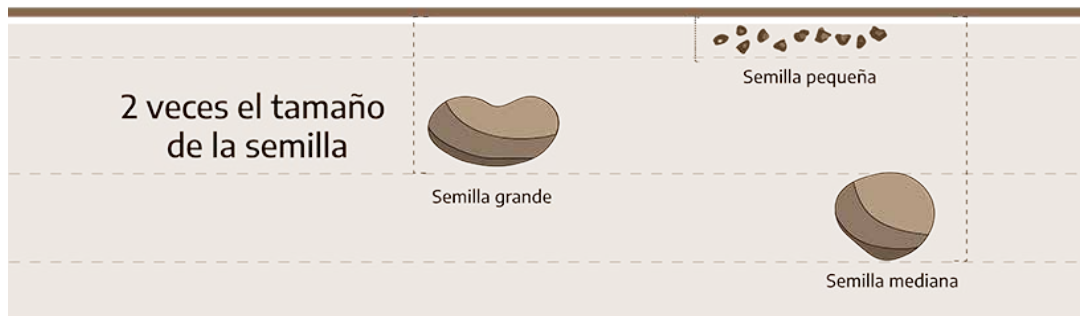 Semilla pequeña
2 veces el tamaño
de la semilla
Semilla grande
Semilla mediana